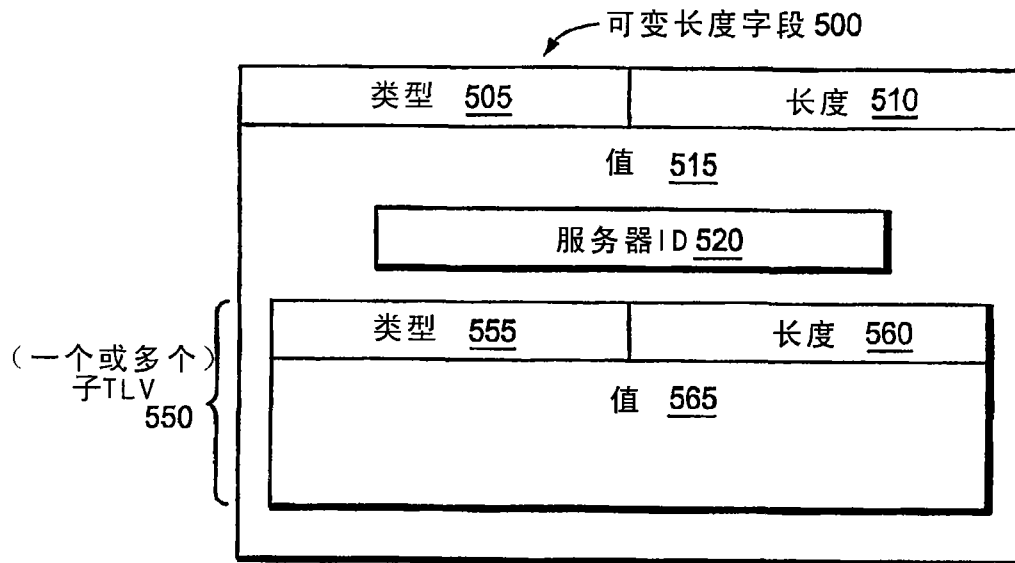 可变长度字段 500
类型 505
长度 510
值 515
服务器ID 520
类型 555
长度 560
(一个或多个)
子TLV
550
值 565